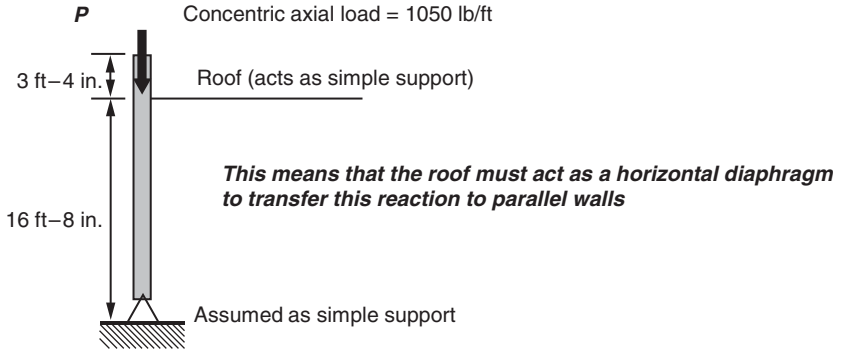 P
Concentric axial load = 1050 lb/ft
3 ft–4 in.
Roof (acts as simple support)
This means that the roof must act as a horizontal diaphragm
to transfer this reaction to parallel walls
16 ft–8 in.
Assumed as simple support